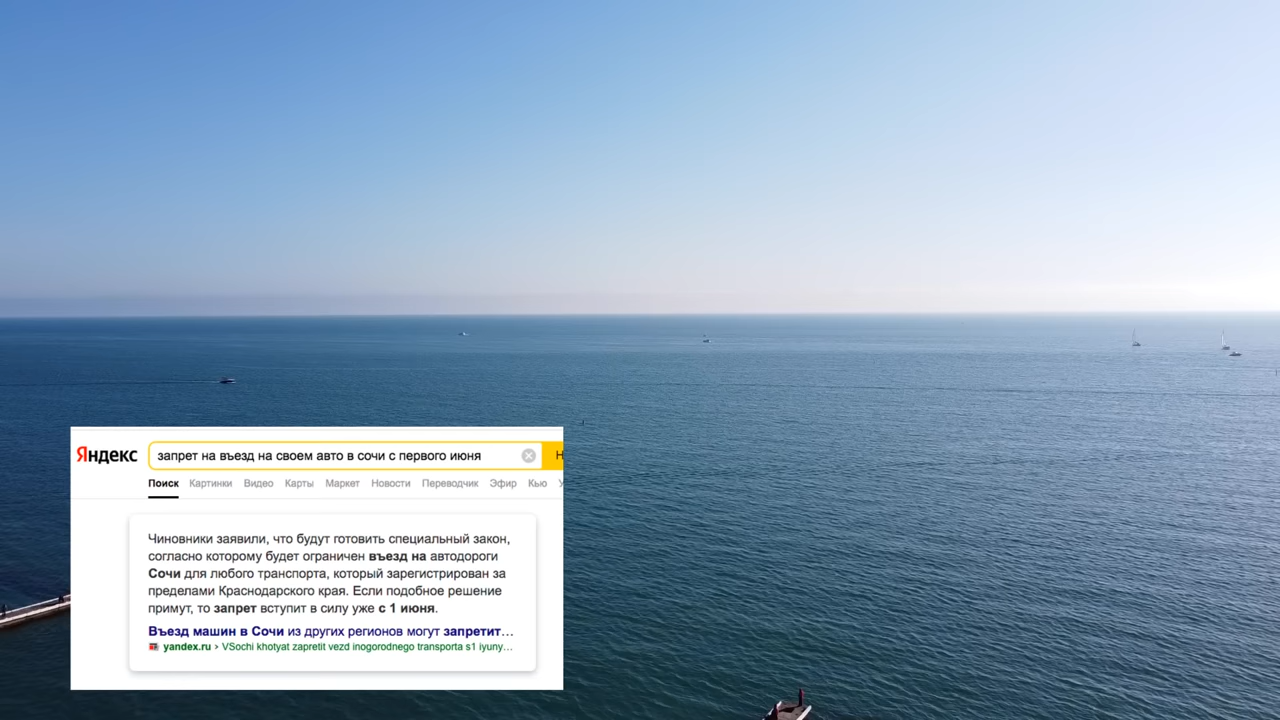 Яндекс
запрет на въезд на своем авто в сочи с первого июня
Н
Поиск Картинки Видео Карты Маркет Новости Переводчик Эфир Кью
Чиновники заявили, что будут готовить специальный закон,
согласно которому будет ограничен въезд на автодороги
Сочи для любого транспорта, который зарегистрирован за
пределами Краснодарского края. Если подобное решение
примут, то запрет вступит в силу уже с 1 июня.
Въезд машин в Сочи из других регионов могут запретит...
yandex.ru › VSochi khotyat zapretit vezd inogorodnego transporta s1 iyuny...